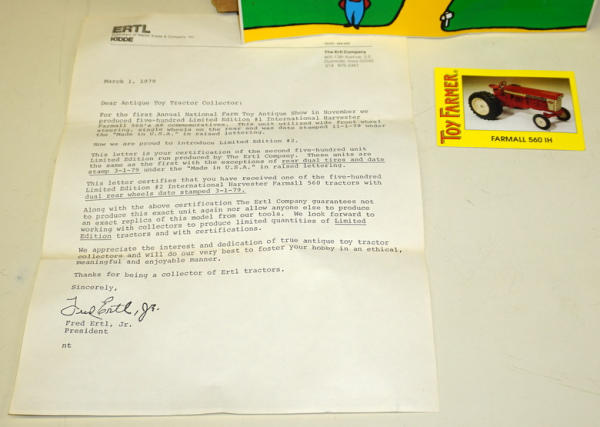 ERTL
KIDDE
The Ertl Company
March 1, 1979
Dear Antique Toy Tractor Collector:
For the first Annual National Farm Toy Antique Show in November we
produced five-hundred Limited Edition #1 International Harvester
Farmall 560's as commemoratives. This unit utilized wide front wheel
steering, single wheels on the rear and was date stamped 11-1-78 under
the "Made in U.S.A." in raised lettering.
Now we are proud to introduce Limited Edition #2.
This letter is your certification of the second five-hundred unit
Limited Edition run produced by The Ertl Company. These units are
the same as the first with the exceptions of rear dual tires and date
stamp 3-1-79 under the "Made in U.S.A." in raised lettering.
This letter certifies that you have received one of the five-hundred
Limited Edition #2 International Harvester Farmall 560 tractors with
dual rear wheels date stamped 3-1-79.
Along with the above certification The Ertl Company guarantees not
to produce this exact unit again nor allow anyone else to produce
an exact replica of this model from our tools. We look forward to
working with collectors to produce limited quantities of Limited
Edition tractors and with certifications.
We appreciate the interest and dedication of true antique toy tractor
collectors and will do our very best to foster your hobby in an ethical,
meaningful and enjoyable manner.
Thanks for being a collector of Ertl tractors.
Sincerely,
Fred Ertl, Jr.
Fred Ertl, Jr.
President
nt
TOY FARMER
FARMALL 560 IH